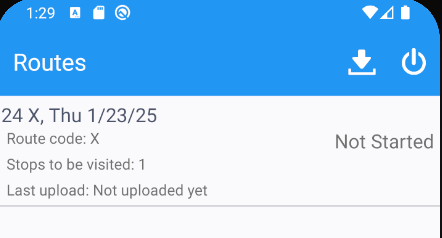 1:29
Routes
24 X, Thu 1/23/25
Route code: X
Not Started
Stops to be visited: 1
Last upload: Not uploaded yet